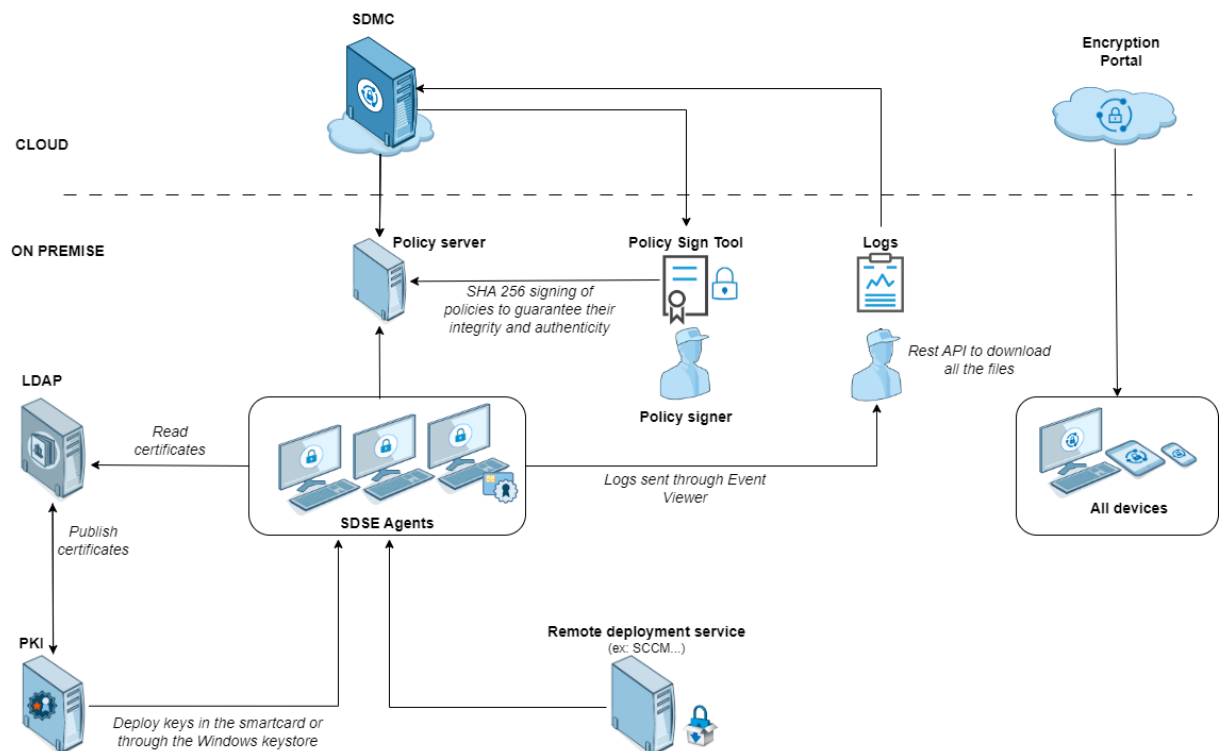 SDMC
Encryption
Portal
CLOUD
ON PREMISE
Policy server
Policy Sign Tool
Logs
SHA 256 signing of
policies to guarantee their
integrity and authenticity
Rest API to download
all the files
LDAP
Policy signer
Read
certificates
Logs sent through Event
Viewer
SDSE Agents
All devices
Publish
certificates
PKI
Remote deployment service
(ex: SCCM...)
Deploy keys in the smartcard or
through the Windows keystore